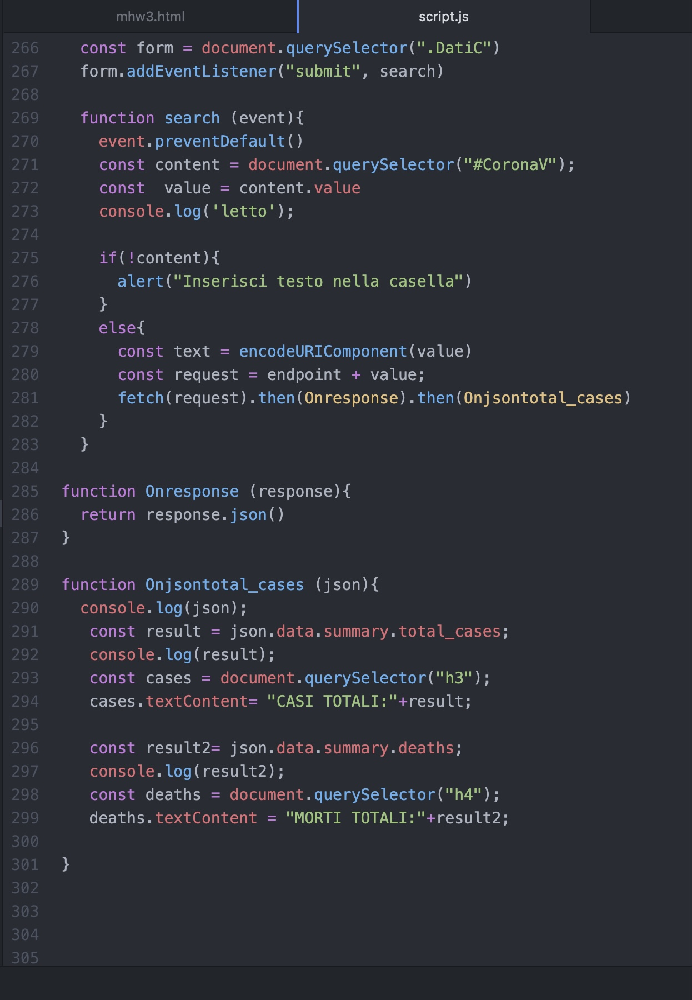 mhw3.html
script.js
266 const form = document.querySelector(".DatiC")
267 form.addEventListener("submit", search)
268
269 function search (event){
270 event.preventDefault()
271 const content = document.querySelector("#CoronaV");
272 const  value = content.value
273 console.log('letto');
274
275 if(!content){
276 alert("Inserisci testo nella casella")
277 }
278 else{
279 const text = encodeURIComponent(value)
280 const request = endpoint + value;
281 fetch(request).then(Onresponse).then(Onjsontotal_cases)
282 }
283 }
284
285 function Onresponse (response){
286 return response.json()
287 }
288
289 function Onjsontotal_cases (json){
290 console.log(json);
291 const result = json.data.summary.total_cases;
292 console.log(result);
293 const cases = document.querySelector("h3");
294 cases.textContent= "CASI TOTALI:"+result;
295
296 const result2= json.data.summary.deaths;
297 console.log(result2);
298 const deaths = document.querySelector("h4");
299 deaths.textContent = "MORTI TOTALI:"+result2;
300
301 }
302
303
304
305